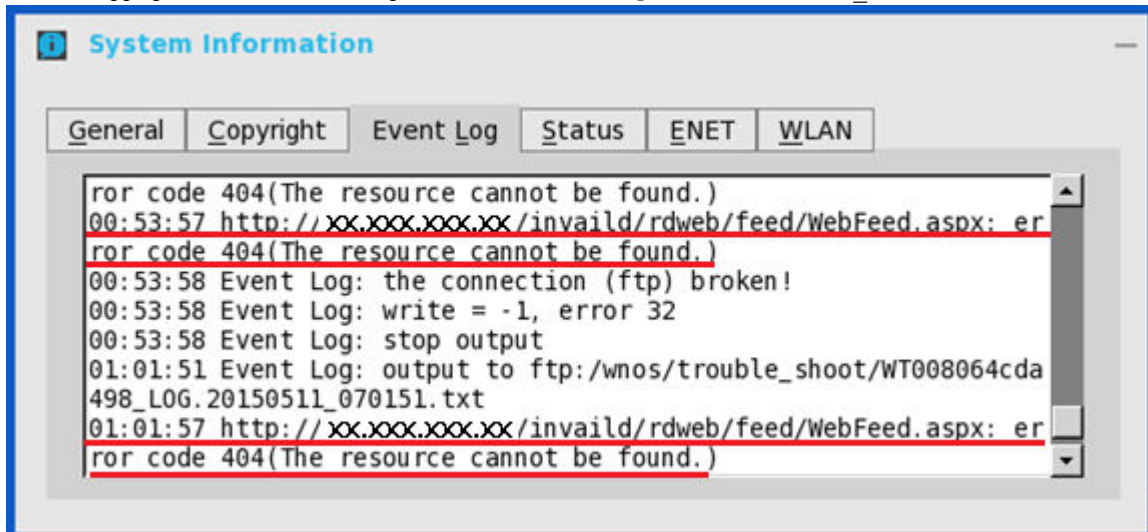 System Information
General Copyright Event Log Status ENET WLAN
ror code 404(The resource cannot be found.)
00:53:57 http://XX.XXX.XXX.XX/invaild/rdweb/feed/WebFeed.aspx: er
ror code 404(The resource cannot be found.)
00:53:58 Event Log: the connection (ftp) broken!
00:53:58 Event Log: write = -1, error 32
00:53:58 Event Log: stop output
01:01:51 Event Log: output to ftp:/wnos/trouble_shoot/WT008064cda
498_LOG.20150511_070151.txt
01:01:57 http://XX.XXX.XXX.XX/invaild/rdweb/feed/WebFeed.aspx: er
ror code 404(The resource cannot be found.)